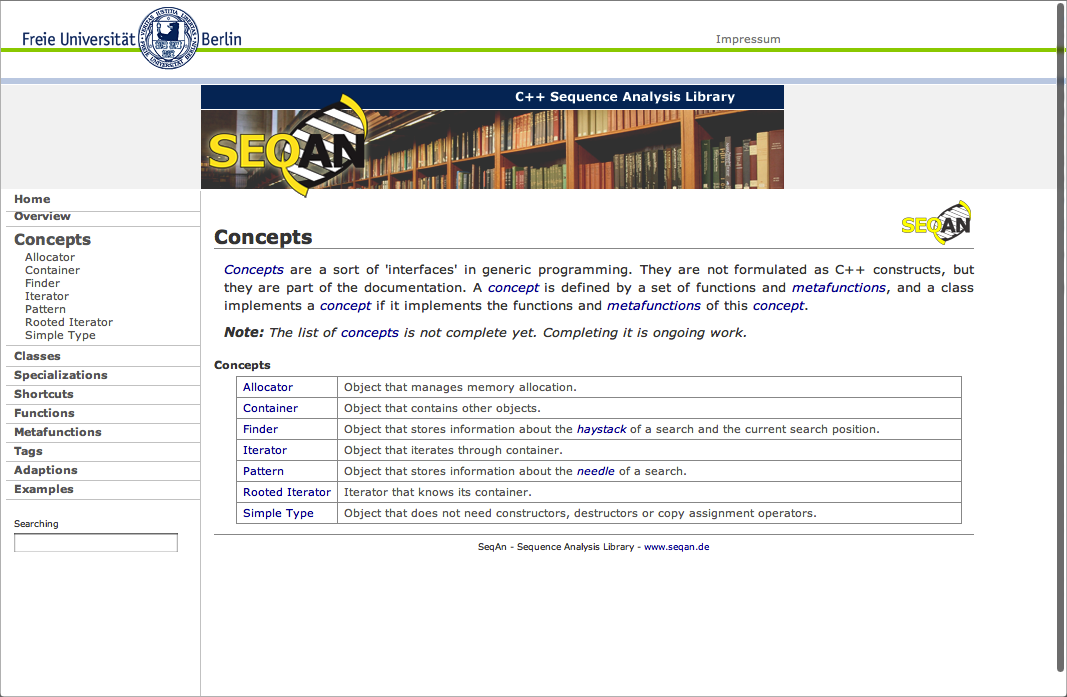 Freie Universität Berlin
Impressum
C++ Sequence Analysis Library
SEQAN
Home
Overview
Concepts
Allocator
Container
Finder
Iterator
Pattern
Rooted Iterator
Simple Type
Classes
Specializations
Shortcuts
Functions
Metafunctions
Tags
Adaptions
Examples
Searching
SEQAN
Concepts
Concepts are a sort of 'interfaces' in generic programming. They are not formulated as C++ constructs, but
they are part of the documentation. A concept is defined by a set of functions and metafunctions, and a class
implements a concept if it implements the functions and metafunctions of this concept.
Note: The list of concepts is not complete yet. Completing it is ongoing work.
Concepts
Allocator Object that manages memory allocation.
Container Object that contains other objects.
Finder Object that stores information about the haystack of a search and the current search position.
Iterator Object that iterates through container.
Pattern Object that stores information about the needle of a search.
Rooted Iterator Iterator that knows its container.
Simple Type Object that does not need constructors, destructors or copy assignment operators.
SeqAn - Sequence Analysis Library - www.seqan.de